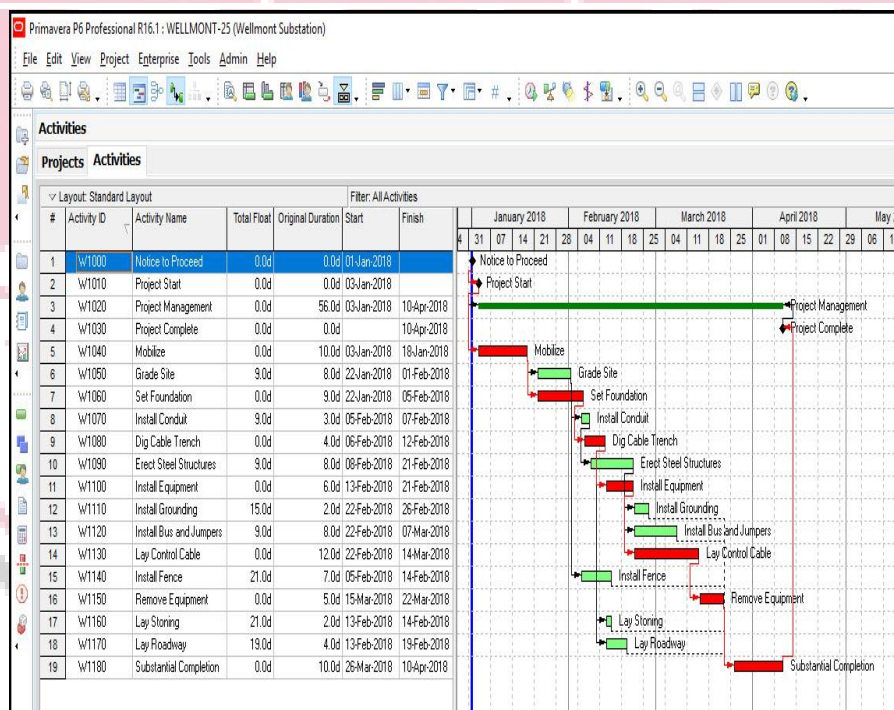 Primavera P6 Professional R16.1 : WELLMONT-25 (Wellmont Substation)
File Edit View Project Enterprise Tools Admin Help
Activities
Projects Activities
Layout: Standard Layout Filter: All Activities
# Activity ID Activity Name Total Float Original Duration Start Finish
January 2018 February 2018 March 2018 April 2018 May
4 31 07 14 21 28 04 11 18 25 04 11 18 25 01 08 15 22 29 06 1
1 W1000 Notice to Proceed 0.0d 0.0d 01-Jan-2018 Notice to Proceed
2 W1010 Project Start 0.0d 0.0d 03-Jan-2018 Project Start
3 W1020 Project Management 0.0d 56.0d 03-Jan-2018 10-Apr-2018 Project Management
4 W1030 Project Complete 0.0d 0.0d 10-Apr-2018 Project Complete
5 W1040 Mobilize 0.0d 10.0d 03-Jan-2018 18-Jan-2018 Mobilize
6 W1050 Grade Site 9.0d 8.0d 22-Jan-2018 01-Feb-2018 Grade Site
7 W1060 Set Foundation 0.0d 9.0d 22-Jan-2018 05-Feb-2018 Set Foundation
8 W1070 Install Conduit 9.0d 3.0d 05-Feb-2018 07-Feb-2018 Install Conduit
9 W1080 Dig Cable Trench 0.0d 4.0d 06-Feb-2018 12-Feb-2018 Dig Cable Trench
10 W1090 Erect Steel Structures 9.0d 8.0d 08-Feb-2018 21-Feb-2018 Erect Steel Structures
11 W1100 Install Equipment 0.0d 6.0d 13-Feb-2018 21-Feb-2018 Install Equipment
12 W1110 Install Grounding 15.0d 2.0d 22-Feb-2018 26-Feb-2018 Install Grounding
13 W1120 Install Bus and Jumpers 9.0d 8.0d 22-Feb-2018 07-Mar-2018 Install Bus and Jumpers
14 W1130 Lay Control Cable 0.0d 12.0d 22-Feb-2018 14-Mar-2018 Lay Control Cable
15 W1140 Install Fence 21.0d 7.0d 05-Feb-2018 14-Feb-2018 Install Fence
16 W1150 Remove Equipment 0.0d 5.0d 15-Mar-2018 22-Mar-2018 Remove Equipment
17 W1160 Lay Stoning 21.0d 2.0d 13-Feb-2018 14-Feb-2018 Lay Stoning
18 W1170 Lay Roadway 19.0d 4.0d 13-Feb-2018 19-Feb-2018 Lay Roadway
19 W1180 Substantial Completion 0.0d 10.0d 26-Mar-2018 10-Apr-2018 Substantial Completion